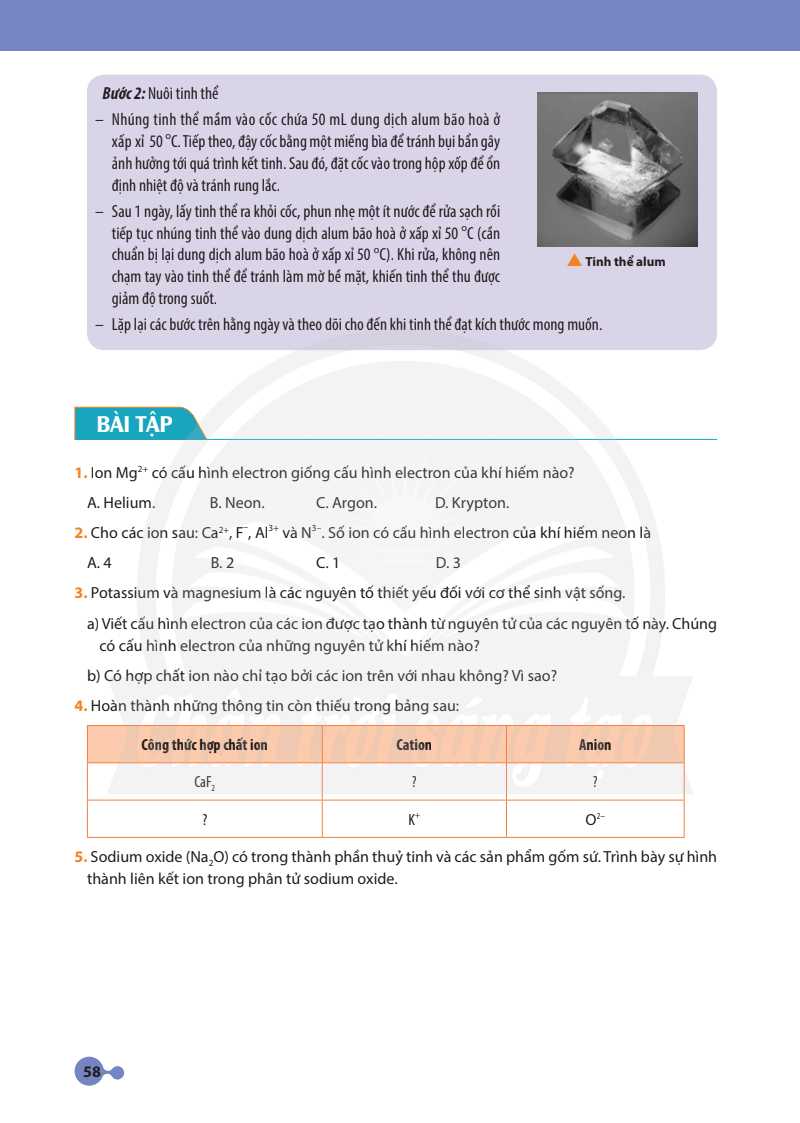 Bước 2: Nuôi tinh thể
– Nhúng tinh thể mầm vào cốc chứa 50 mL dung dịch alum bão hoà ở
xấp xỉ 50 °C. Tiếp theo, đậy cốc bằng một miếng bìa để tránh bụi bẩn gây
ảnh hưởng tới quá trình kết tinh. Sau đó, đặt cốc vào trong hộp xốp để ổn
định nhiệt độ và tránh rung lắc.
– Sau 1 ngày, lấy tinh thể ra khỏi cốc, phun nhẹ một ít nước để rửa sạch rồi
tiếp tục nhúng tinh thể vào dung dịch alum bão hoà ở xấp xỉ 50 °C (cần
chuẩn bị lại dung dịch alum bão hoà ở xấp xỉ 50 °C). Khi rửa, không nên
chạm tay vào tinh thể để tránh làm mờ bề mặt, khiến tinh thể thu được
giảm độ trong suốt.
– Lặp lại các bước trên hằng ngày và theo dõi cho đến khi tinh thể đạt kích thước mong muốn.
▲ Tinh thể alum
BÀI TẬP
1. Ion Mg²⁺ có cấu hình electron giống cấu hình electron của khí hiếm nào?
A. Helium. B. Neon. C. Argon. D. Krypton.
2. Cho các ion sau: Ca²⁺, F⁻, Al³⁺ và N³⁻. Số ion có cấu hình electron của khí hiếm neon là
A. 4 B. 2 C. 1 D. 3
3. Potassium và magnesium là các nguyên tố thiết yếu đối với cơ thể sinh vật sống.
a) Viết cấu hình electron của các ion được tạo thành từ nguyên tử của các nguyên tố này. Chúng
có cấu hình electron của những nguyên tử khí hiếm nào?
b) Có hợp chất ion nào chỉ tạo bởi các ion trên với nhau không? Vì sao?
4. Hoàn thành những thông tin còn thiếu trong bảng sau:
Công thức hợp chất ion Cation Anion
CaF₂ ? ?
? K⁺ O²⁻
5. Sodium oxide (Na₂O) có trong thành phần thuỷ tinh và các sản phẩm gốm sứ. Trình bày sự hình
thành liên kết ion trong phân tử sodium oxide.
Chân trời sáng tạo
58